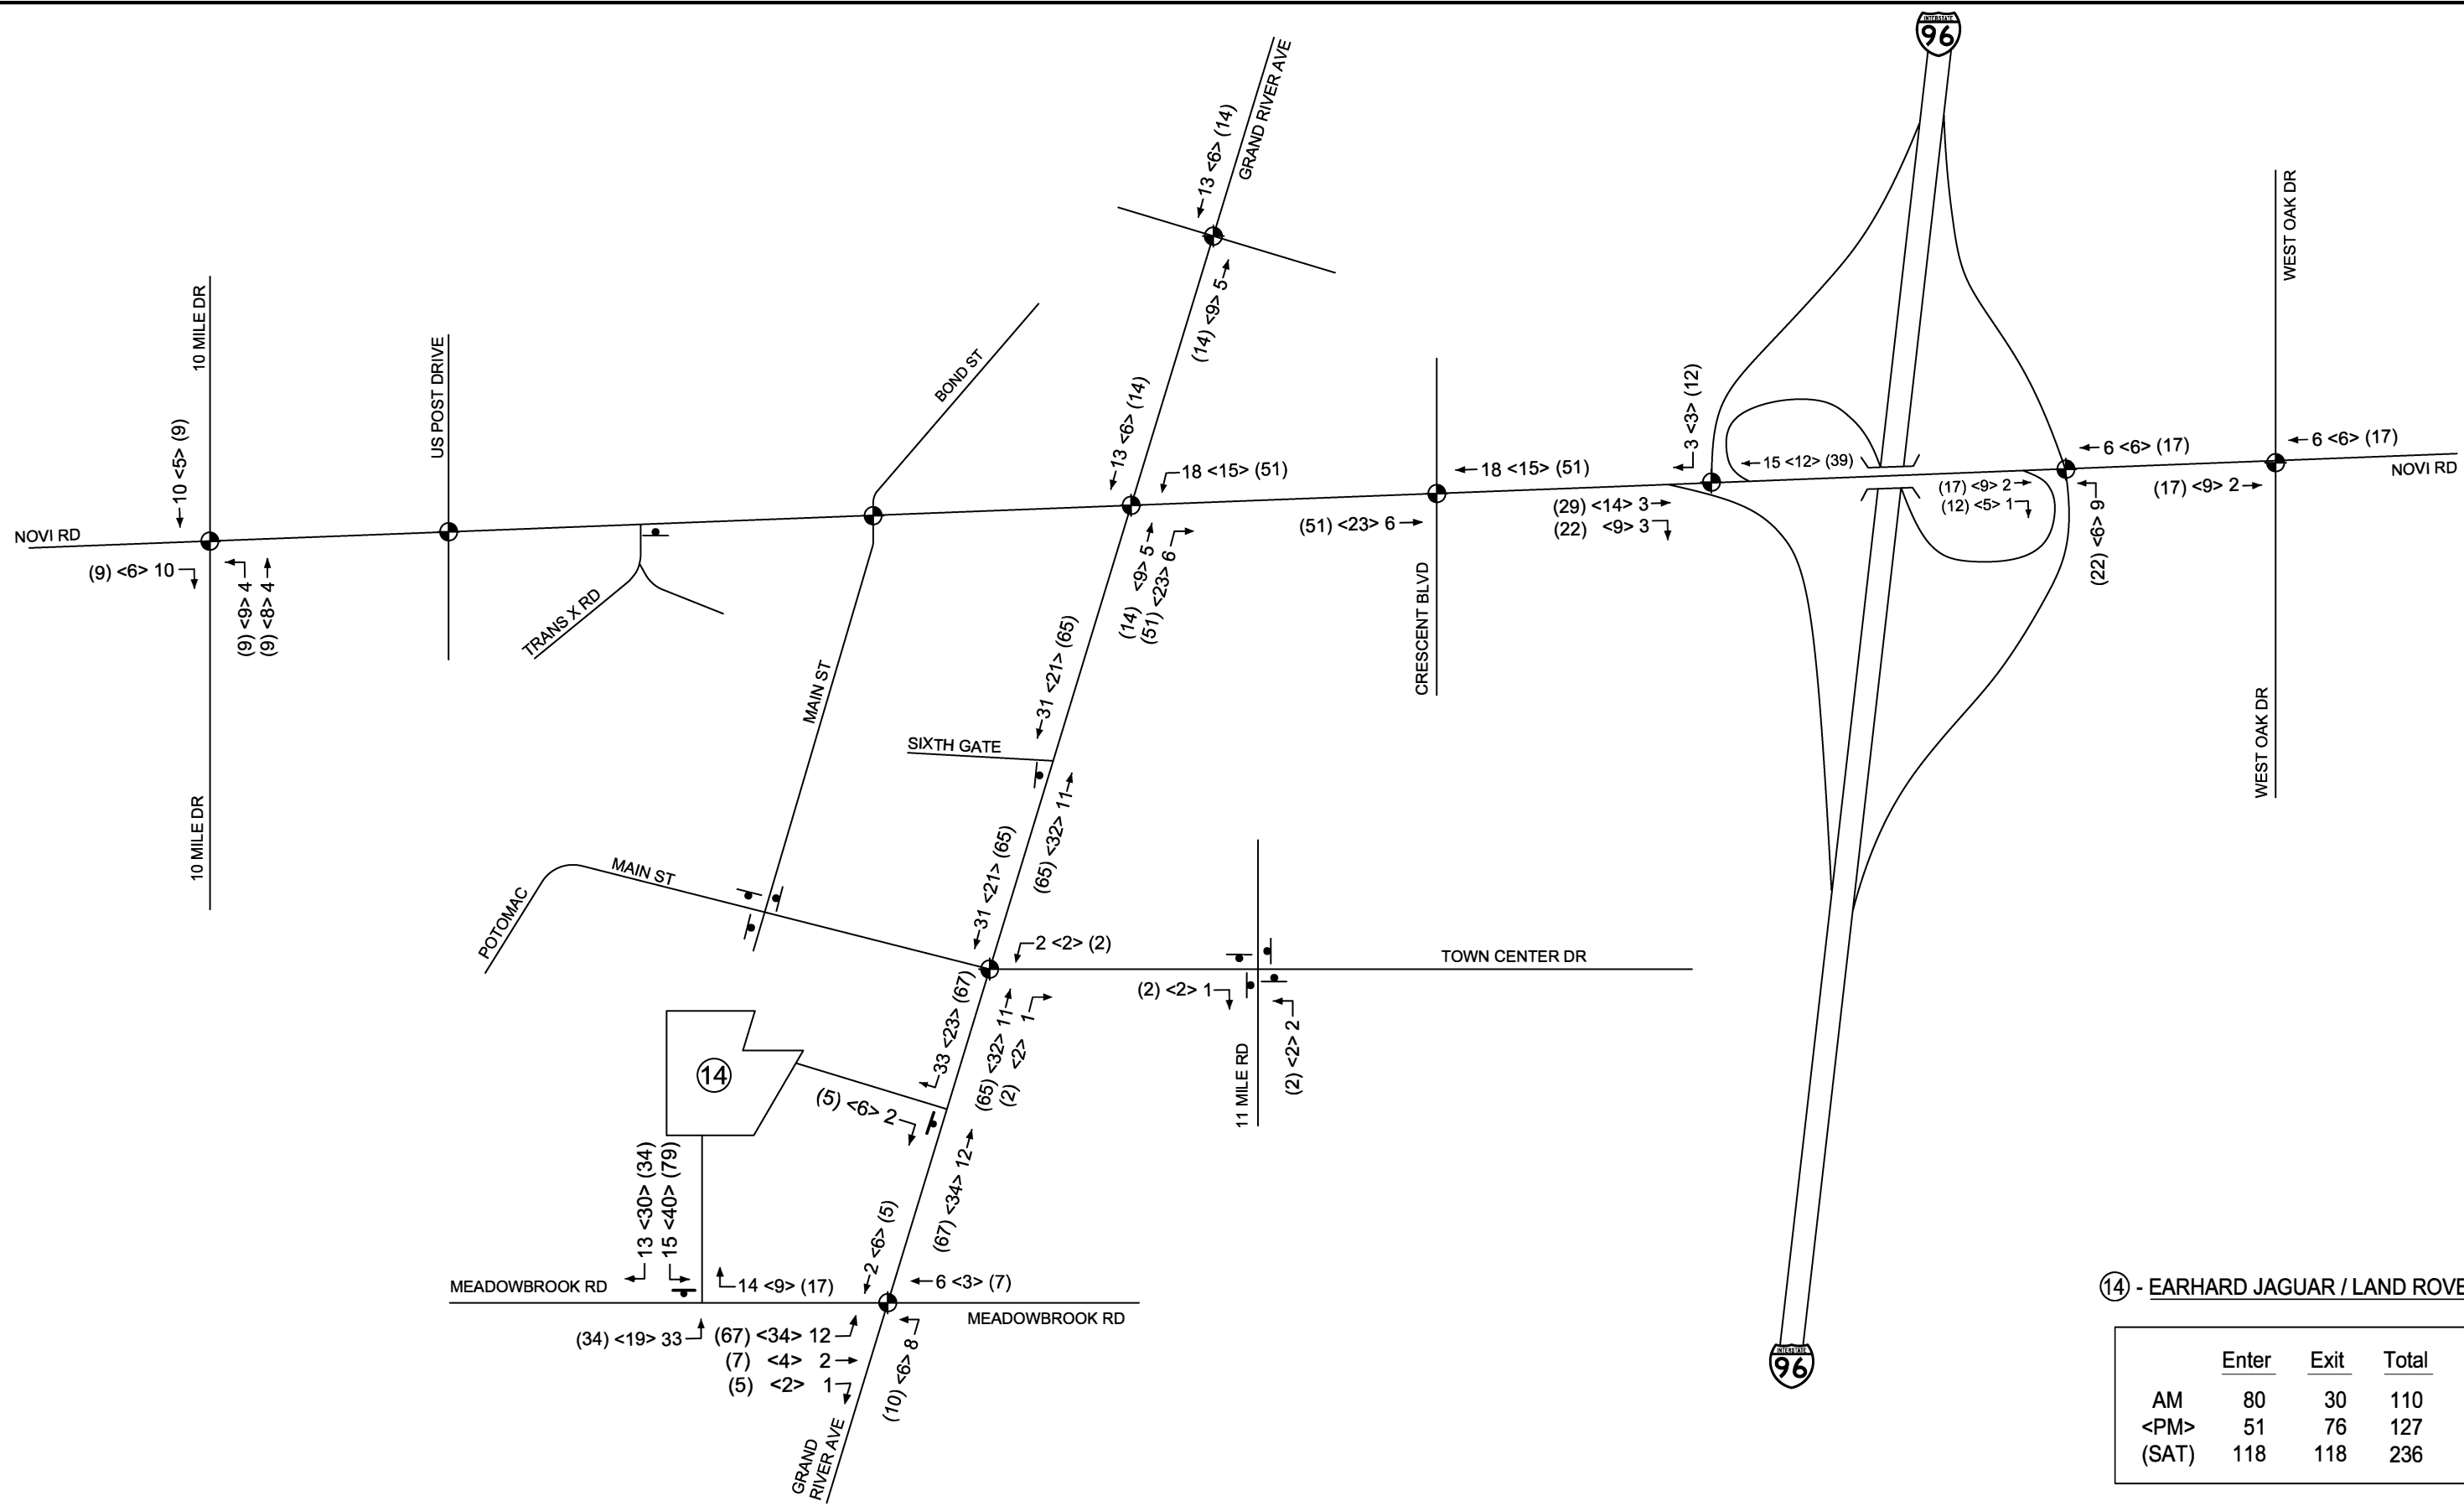 INTERSTATE
96
GRAND RIVER AVE
13 <6> (14)
(14) <9> 5
10 MILE DR
10 <5> (9)
US POST DRIVE
BOND ST
WEST OAK DR
NOVI RD
(9) <6> 10
(9) <9> 4
(9) <8> 4
TRANS X RD
MAIN ST
13 <6> (14)
18 <15> (51)
(14) <9> 5
(51) <23> 6
18 <15> (51)
(51) <23> 6
CRESCENT BLVD
3 <3> (12)
15 <12> (39)
(29) <14> 3
(22) <9> 3
(17) <9> 2
(12) <5> 1
6 <6> (17)
(22) <6> 9
6 <6> (17)
NOVI RD
(17) <9> 2
WEST OAK DR
31 <21> (65)
SIXTH GATE
(65) <32> 11
10 MILE DR
31 <21> (65)
MAIN ST
POTOMAC
2 <2> (2)
TOWN CENTER DR
(2) <2> 1
(2) <2> 2
11 MILE RD
33 <23> (67)
(65) <32> 11
(2) <2> 1
14
(5) <6> 2
(67) <34> 12
13 <30> (34)
15 <40> (79)
2 <6> (5)
MEADOWBROOK RD
14 <9> (17)
6 <3> (7)
MEADOWBROOK RD
(34) <19> 33
(67) <34> 12
(7) <4> 2
(5) <2> 1
(10) <6> 8
GRAND
RIVER AVE
INTERSTATE
96
14 - EARHARD JAGUAR / LAND ROVE
Enter Exit Total
AM 80 30 110
<PM> 51 76 127
(SAT) 118 118 236